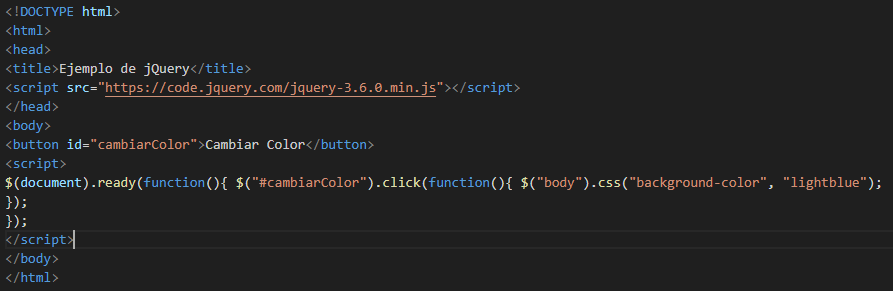 <!DOCTYPE html>
<html>
<head>
<title>Ejemplo de jQuery</title>
<script src="https://code.jquery.com/jquery-3.6.0.min.js"></script>
</head>
<body>
<button id="cambiarColor">Cambiar Color</button>
<script>
$(document).ready(function(){ $("#cambiarColor").click(function(){ $("body").css("background-color", "lightblue");
});
});
</script>
</body>
</html>